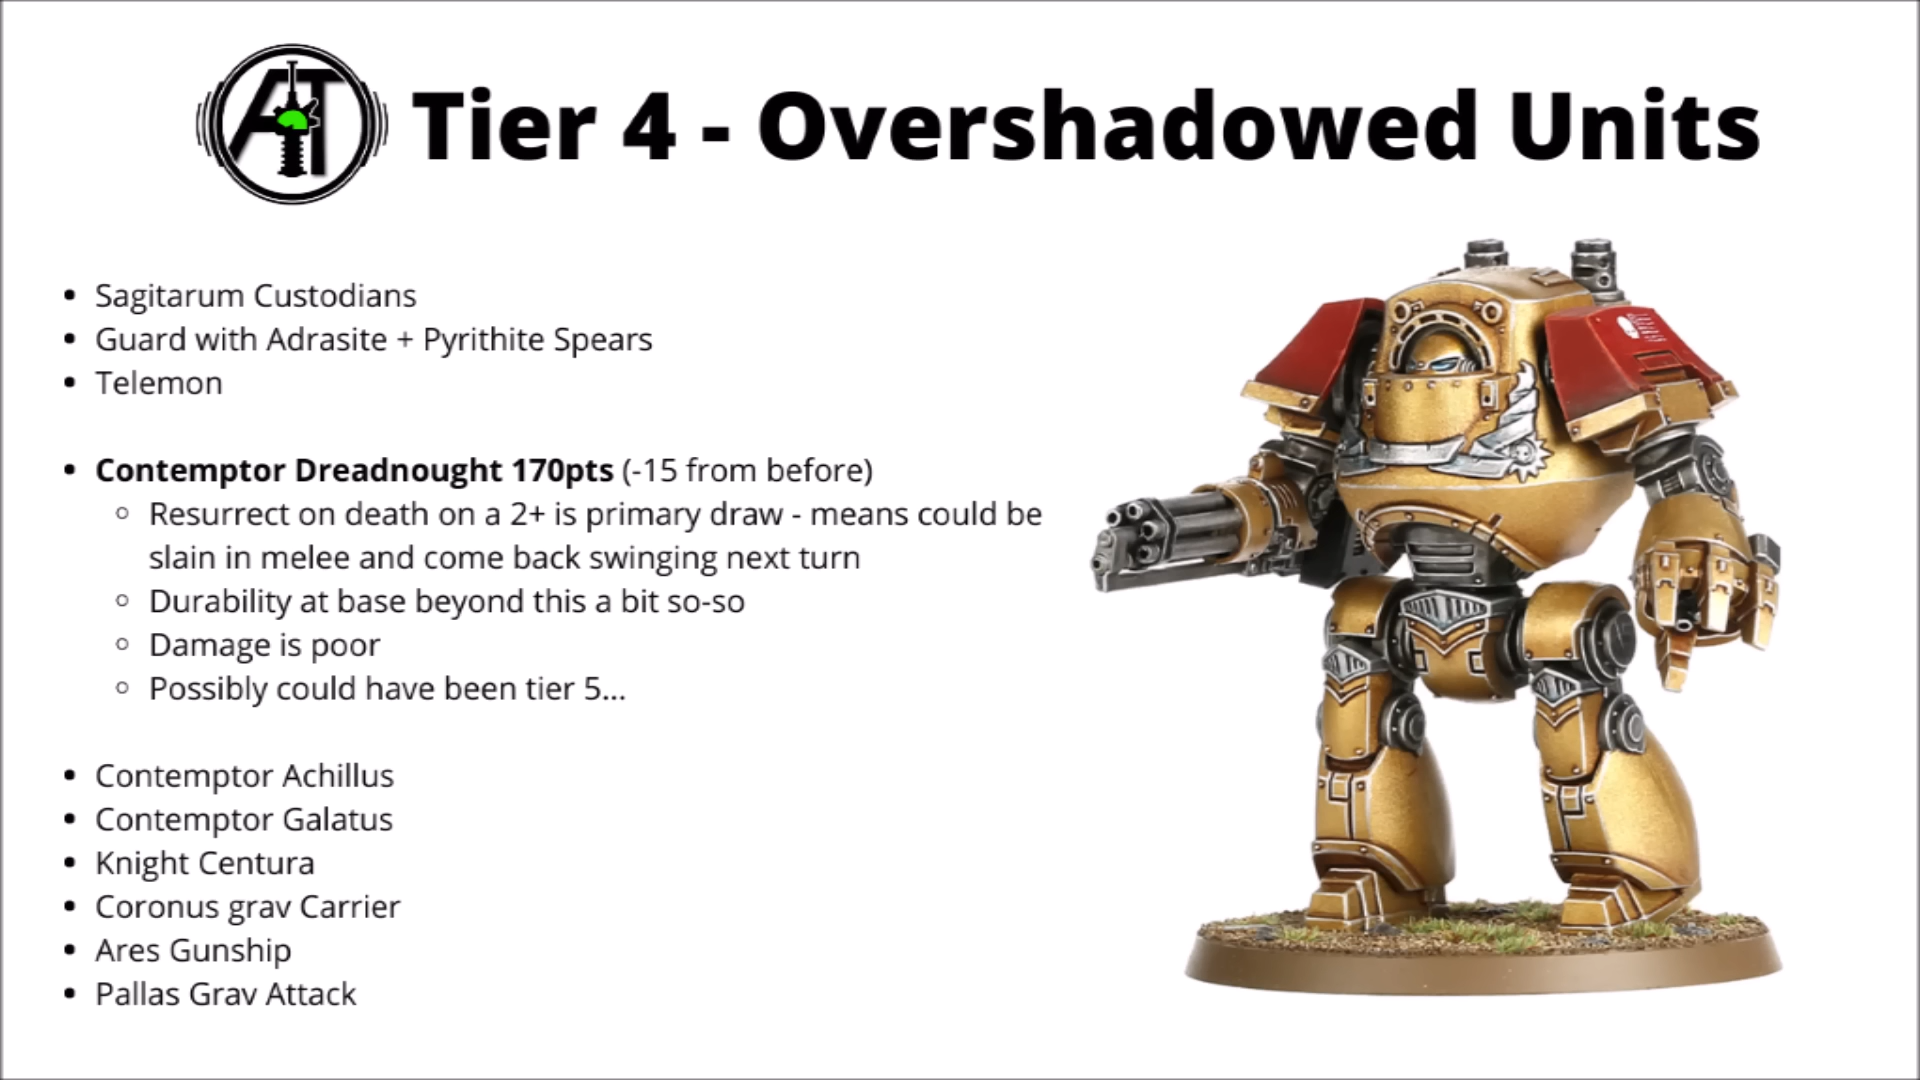 AT
Tier 4 - Overshadowed Units
• Sagitarum Custodians
• Guard with Adrasite + Pyrithite Spears
• Telemon
• Contemptor Dreadnought 170pts (-15 from before)
◦ Resurrect on death on a 2+ is primary draw - means could be
slain in melee and come back swinging next turn
◦ Durability at base beyond this a bit so-so
◦ Damage is poor
◦ Possibly could have been tier 5...
• Contemptor Achillus
• Contemptor Galatus
• Knight Centura
• Coronus grav Carrier
• Ares Gunship
• Pallas Grav Attack